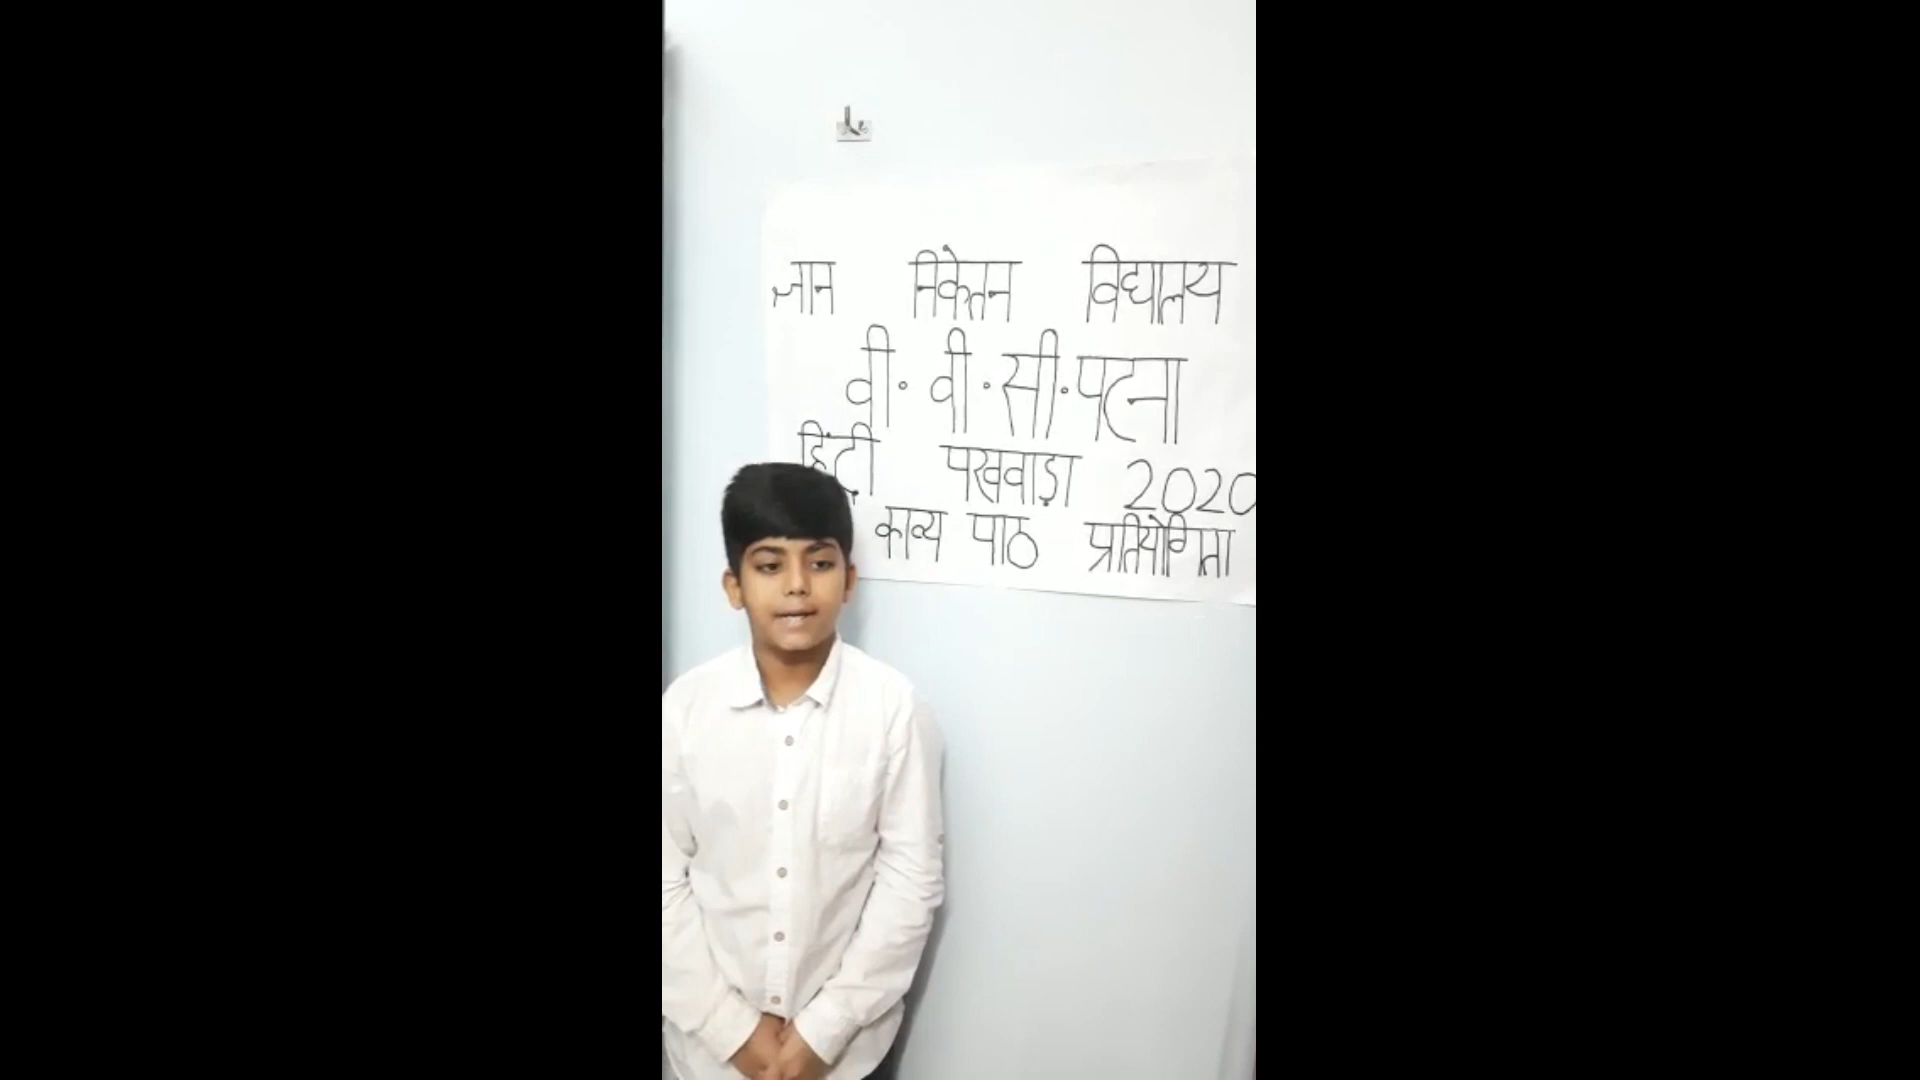 ज्ञान निकेतन विद्यालय
वी. वी. सी. पटना
हिंदी पखवाड़ा 2020
काव्य पाठ प्रतियोगिता